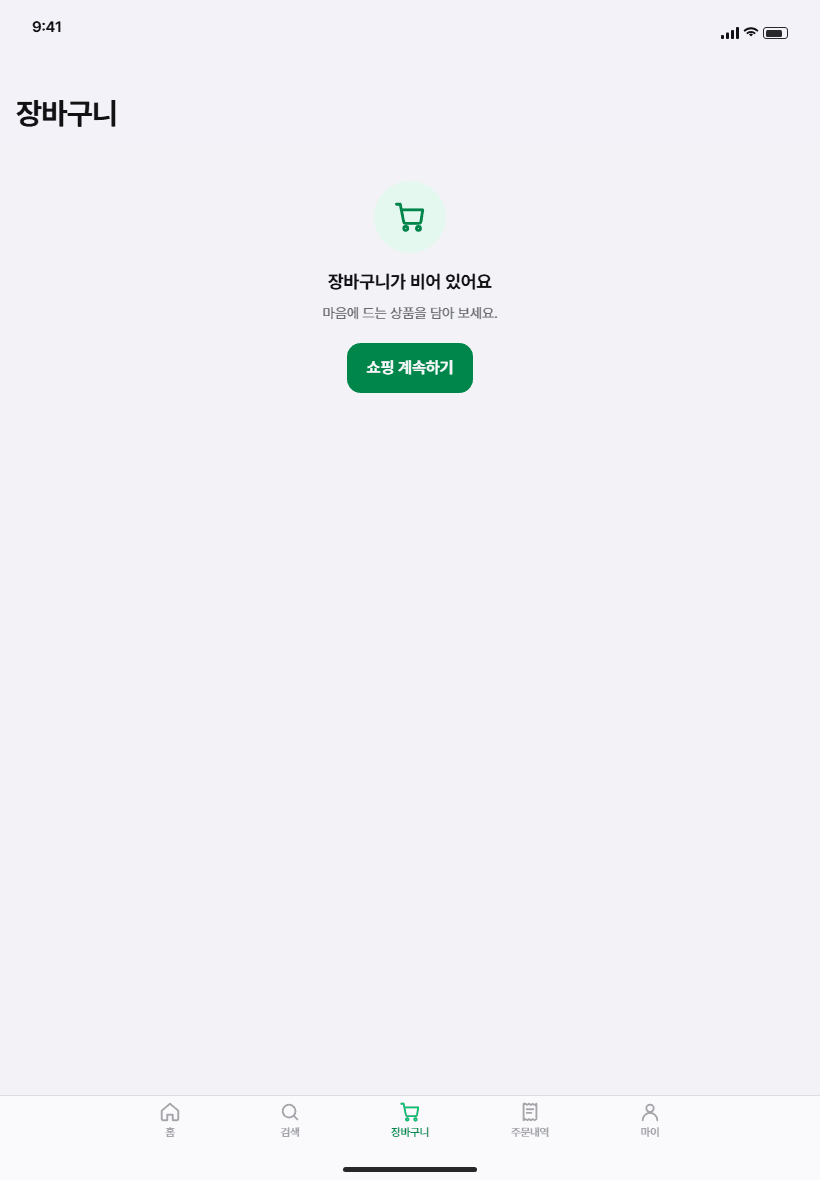 9:41
장바구니
장바구니가 비어 있어요
마음에 드는 상품을 담아 보세요.
쇼핑 계속하기
홈
검색
장바구니
주문내역
마이